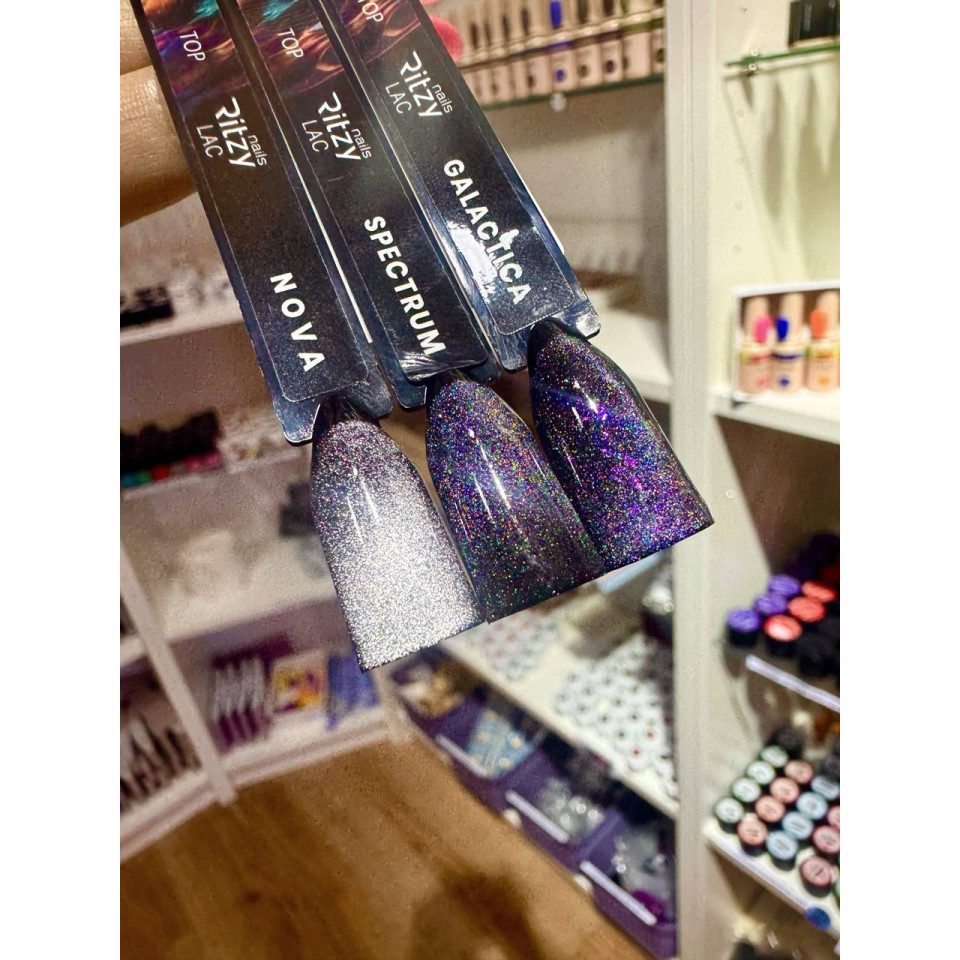 TOP
Ritzy nails
LAC
NOVA
TOP
Ritzy nails
LAC
SPECTRUM
TOP
Ritzy nails
LAC
GALACTICA